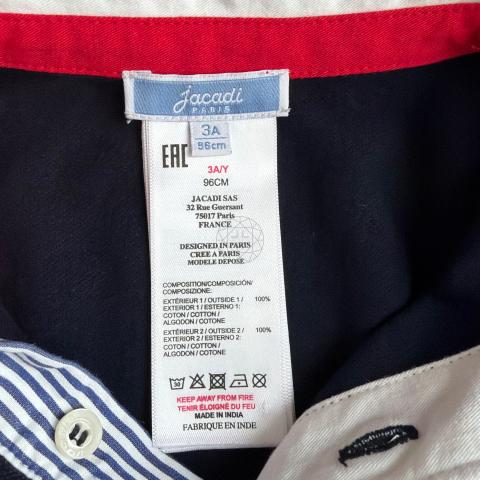 Jacadi
PARIS
3A
96cm
EAC
3A/Y
96CM
JACADI SAS
32 Rue Guersant
75017 Paris
FRANCE
DESIGNED IN PARIS
CREE A PARIS
MODELE DEPOSE
COMPOSITION/COMPOSICIÓN/
COMPOSIZIONE:
EXTÉRIEUR 1 / OUTSIDE 1 / 100%
EXTERIOR 1 / ESTERNO 1:
COTON / COTTON /
ALGODON / COTONE
EXTÉRIEUR 2 / OUTSIDE 2 / 100%
EXTERIOR 2 / ESTERNO 2:
COTON / COTTON /
ALGODON / COTONE
30
KEEP AWAY FROM FIRE
TENIR ÉLOIGNÉ DU FEU
MADE IN INDIA
FABRIQUE EN INDE